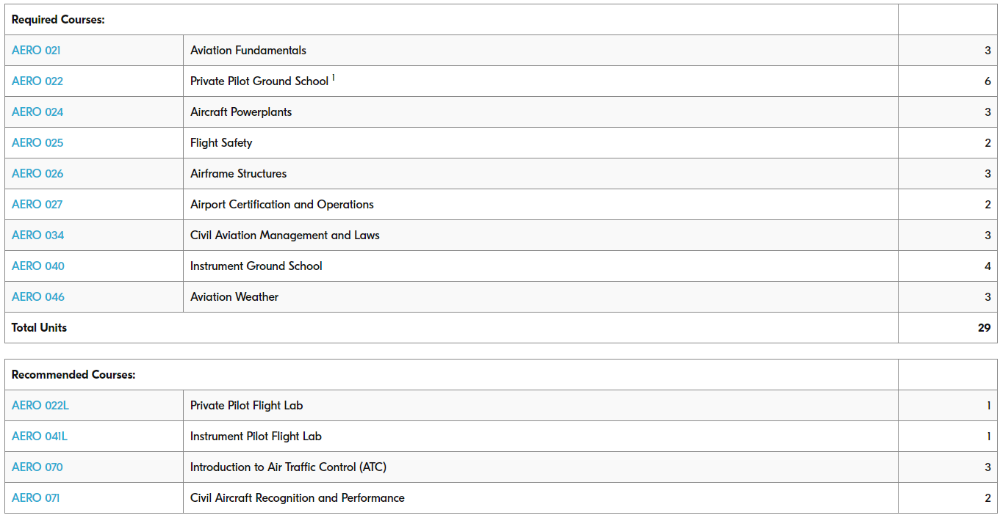 Required Courses:
AERO 021 Aviation Fundamentals 3
AERO 022 Private Pilot Ground School 1 6
AERO 024 Aircraft Powerplants 3
AERO 025 Flight Safety 2
AERO 026 Airframe Structures 3
AERO 027 Airport Certification and Operations 2
AERO 034 Civil Aviation Management and Laws 3
AERO 040 Instrument Ground School 4
AERO 046 Aviation Weather 3
Total Units 29
Recommended Courses:
AERO 022L Private Pilot Flight Lab 1
AERO 041L Instrument Pilot Flight Lab 1
AERO 070 Introduction to Air Traffic Control (ATC) 3
AERO 071 Civil Aircraft Recognition and Performance 2